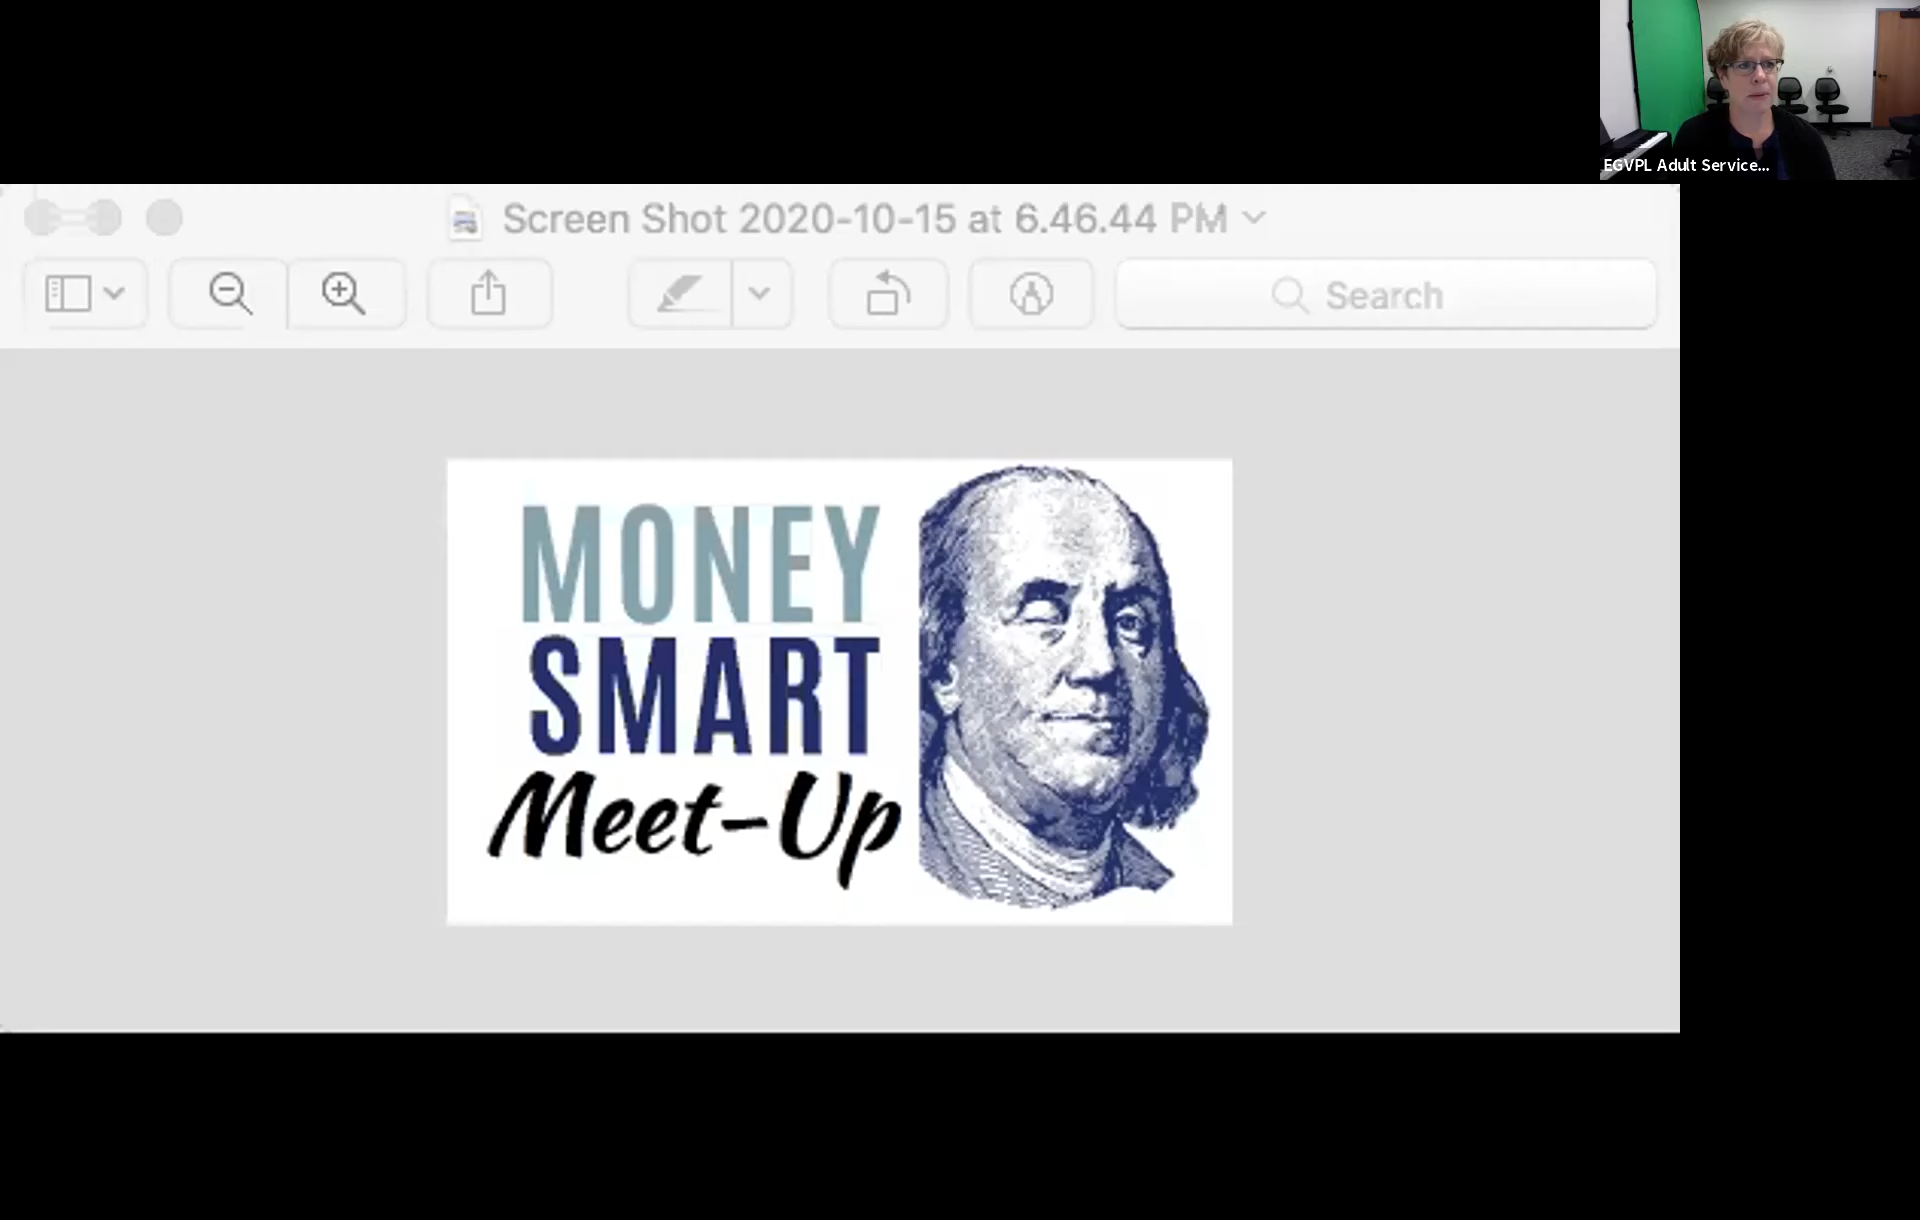 EGVPL Adult Service...
Screen Shot 2020-10-15 at 6.46.44 PM
Search
MONEY
SMART
Meet-Up